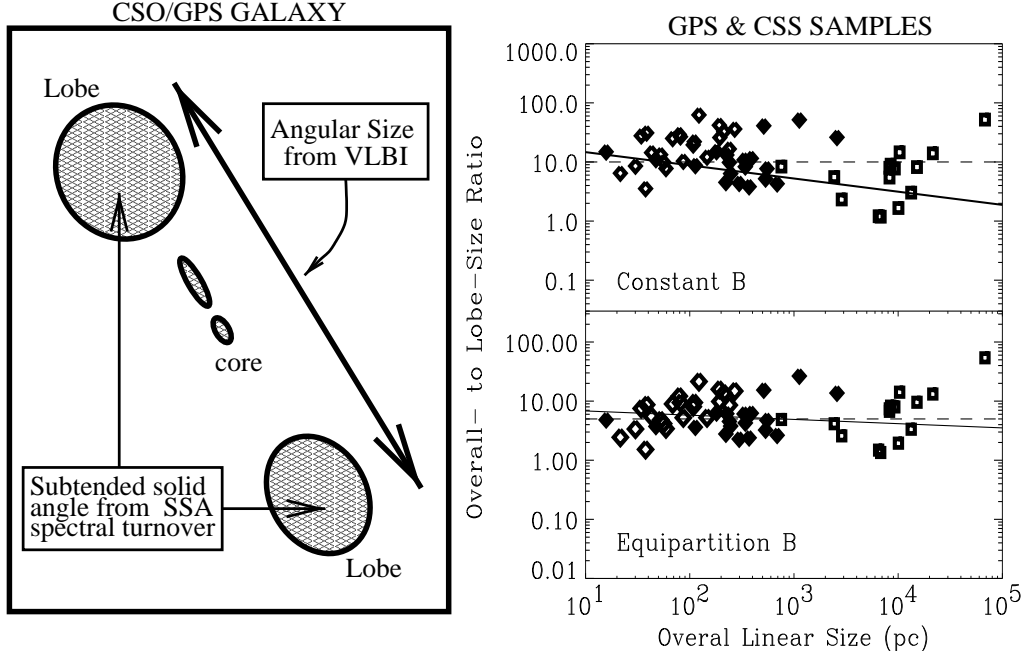 CSO/GPS GALAXY
Lobe
Angular Size
from VLBI
core
Subtended solid
angle from SSA
spectral turnover
Lobe
GPS & CSS SAMPLES
Overall- to Lobe-Size Ratio
1000.0
100.0
10.0
1.0
0.1
Constant B
100.00
10.00
1.00
0.10
0.01
Equipartition B
10^1
10^2
10^3
10^4
10^5
Overal Linear Size (pc)